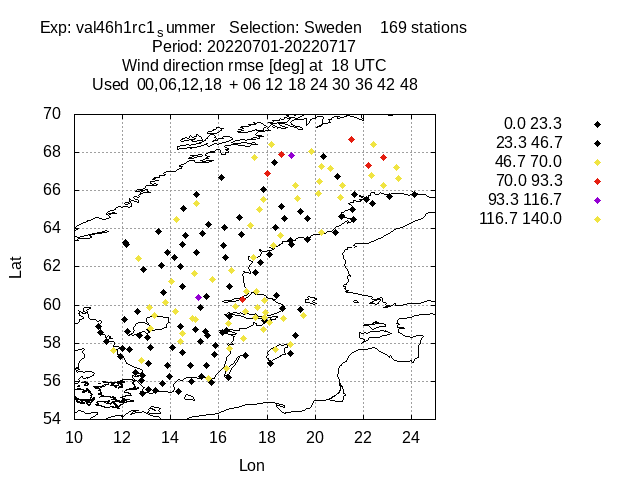 Exp: val46h1rc1ₛummer Selection: Sweden 169 stations
Period: 20220701-20220717
Wind direction rmse [deg] at 18 UTC
Used 00,06,12,18 + 06 12 18 24 30 36 42 48
70
68
66
64
62
60
58
56
54
Lat
10 12 14 16 18 20 22 24
Lon
0.0 23.3
23.3 46.7
46.7 70.0
70.0 93.3
93.3 116.7
116.7 140.0